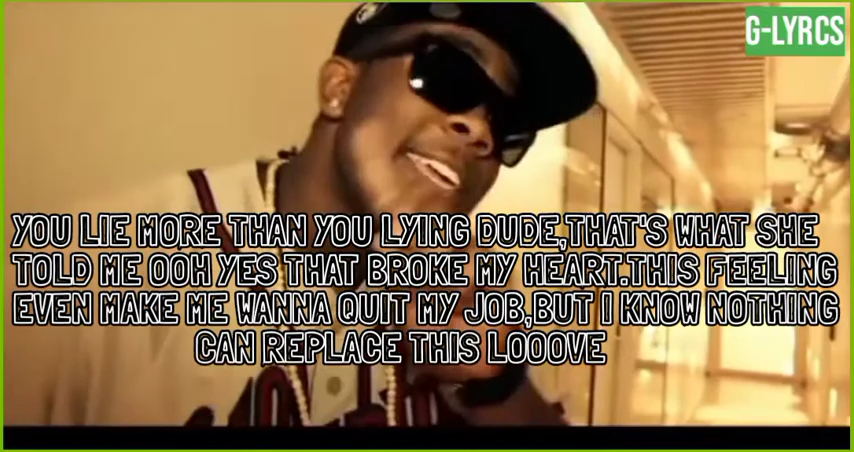 G-LYRCS
YOU LIE MORE THAN YOU LYING DUDE,THAT'S WHAT SHE
TOLD ME OOH YES THAT BROKE MY HEART.THIS FEELING
EVEN MAKE ME WANNA QUIT MY JOB,BUT I KNOW NOTHING
CAN REPLACE THIS LOOOVE